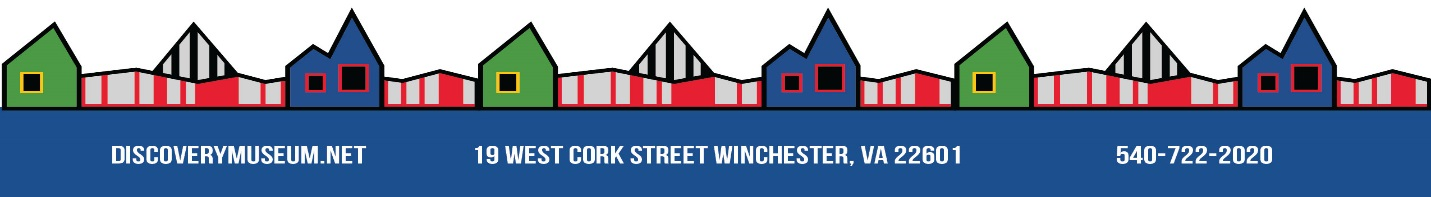 DISCOVERYMUSEUM.NET 19 WEST CORK STREET WINCHESTER, VA 22601 540-722-2020